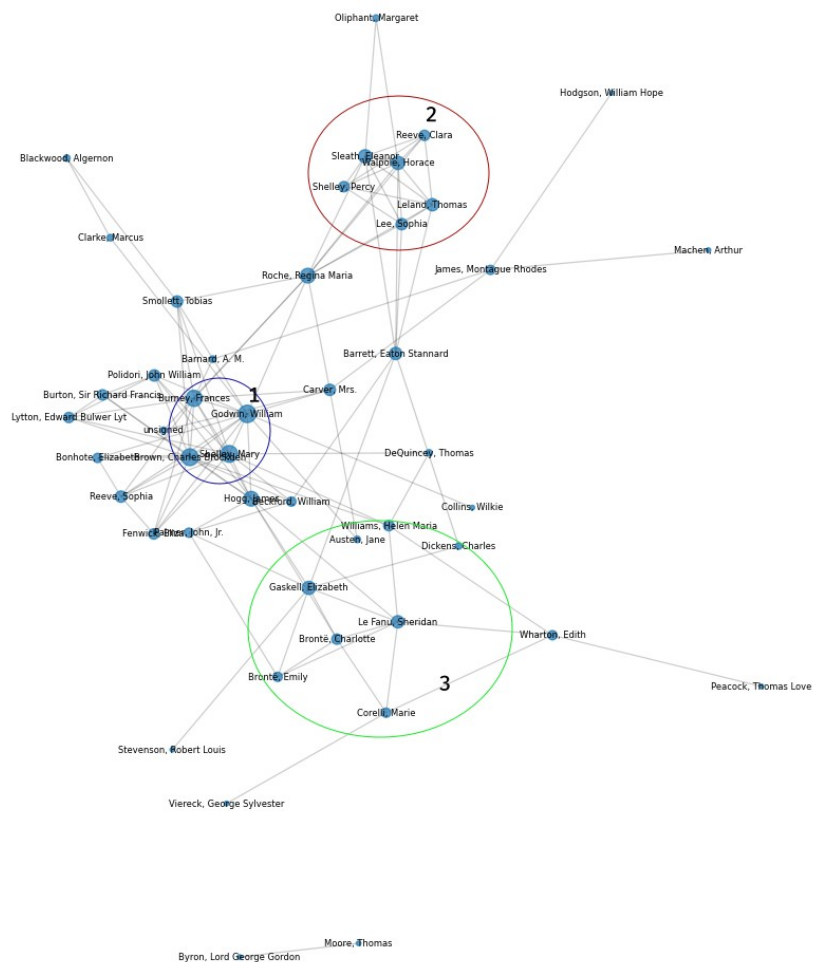 Oliphant, Margaret
Hodgson, William Hope
2
Reeve, Clara
Sleath, Eleanor
Walpole, Horace
Blackwood, Algernon
Shelley, Percy
Leland, Thomas
Lee, Sophia
Clarke, Marcus
Machen, Arthur
James, Montague Rhodes
Roche, Regina Maria
Smollett, Tobias
Barrett, Eaton Stannard
Barnard, A. M.
Polidori, John William
Carver, Mrs.
Burton, Sir Richard Francis
1
Burney, Frances
Godwin, William
Lytton, Edward Bulwer Lyt
unsigned
Bonhote, Elizabeth
Brown, Charles Brockden
Shelley, Mary
DeQuincey, Thomas
Reeve, Sophia
Hogg, James
Beckford, William
Collins, Wilkie
Williams, Helen Maria
Fenwick, Eliza
Palmer, John, Jr.
Austen, Jane
Dickens, Charles
Gaskell, Elizabeth
Le Fanu, Sheridan
Brontë, Charlotte
Wharton, Edith
Brontë, Emily
3
Peacock, Thomas Love
Corelli, Marie
Stevenson, Robert Louis
Viereck, George Sylvester
Moore, Thomas
Byron, Lord George Gordon